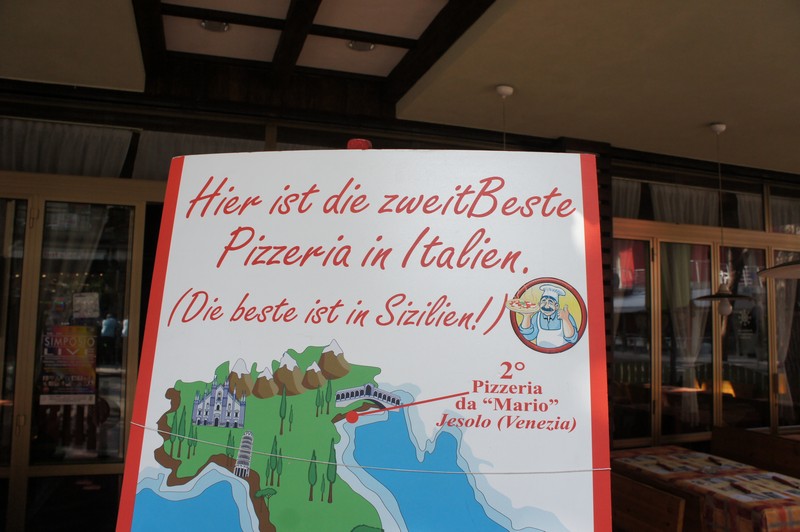 Hier ist die zweitBeste
Pizzeria in Italien.
(Die beste ist in Sizilien!)
2°
Pizzeria
da "Mario"
Jesolo (Venezia)